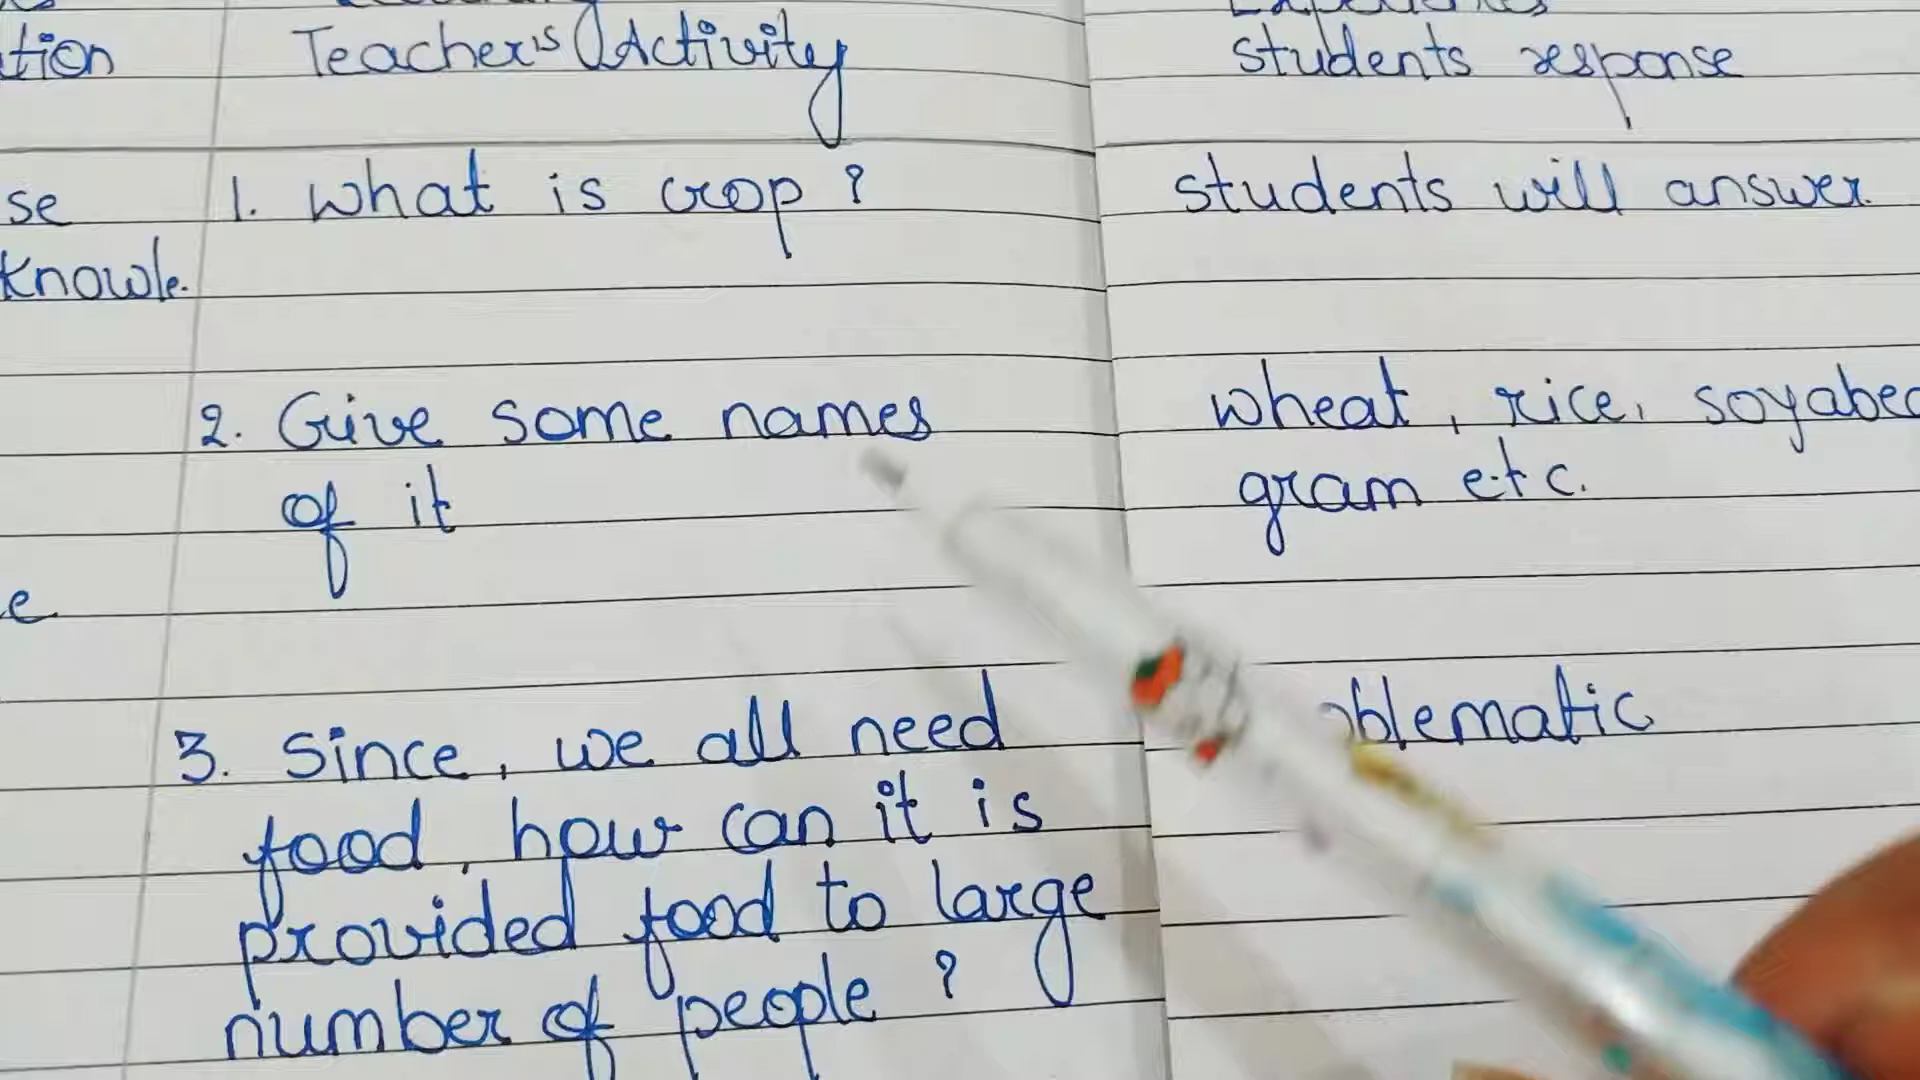 tion Teacher's Activity students response
se 1. What is crop ? students will answer.
Knowle.
2. Give some names wheat, rice, soyabea
of it gram etc.
e
3. Since, we all need oblematic
food, how can it is
provided food to large
number of people ?